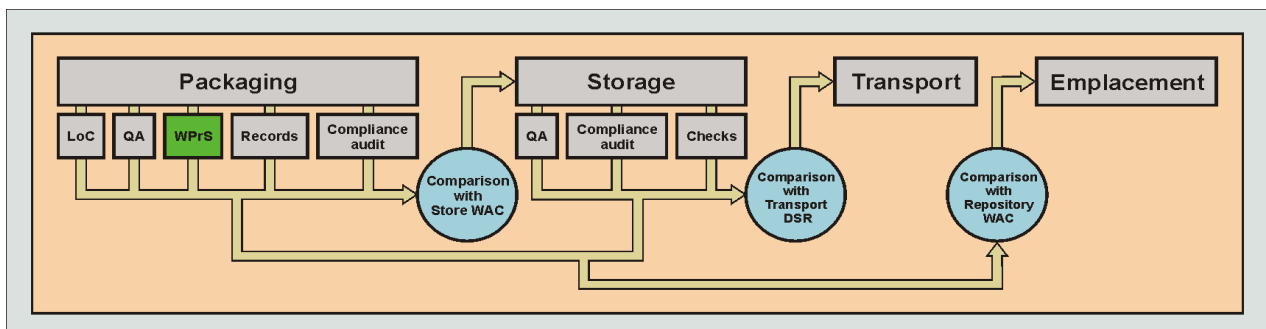 Packaging
Storage
Transport
Emplacement
LoC
QA
WPrS
Records
Compliance
audit
QA
Compliance
audit
Checks
Comparison
with
Store WAC
Comparison
with
Transport
DSR
Comparison
with
Repository
WAC